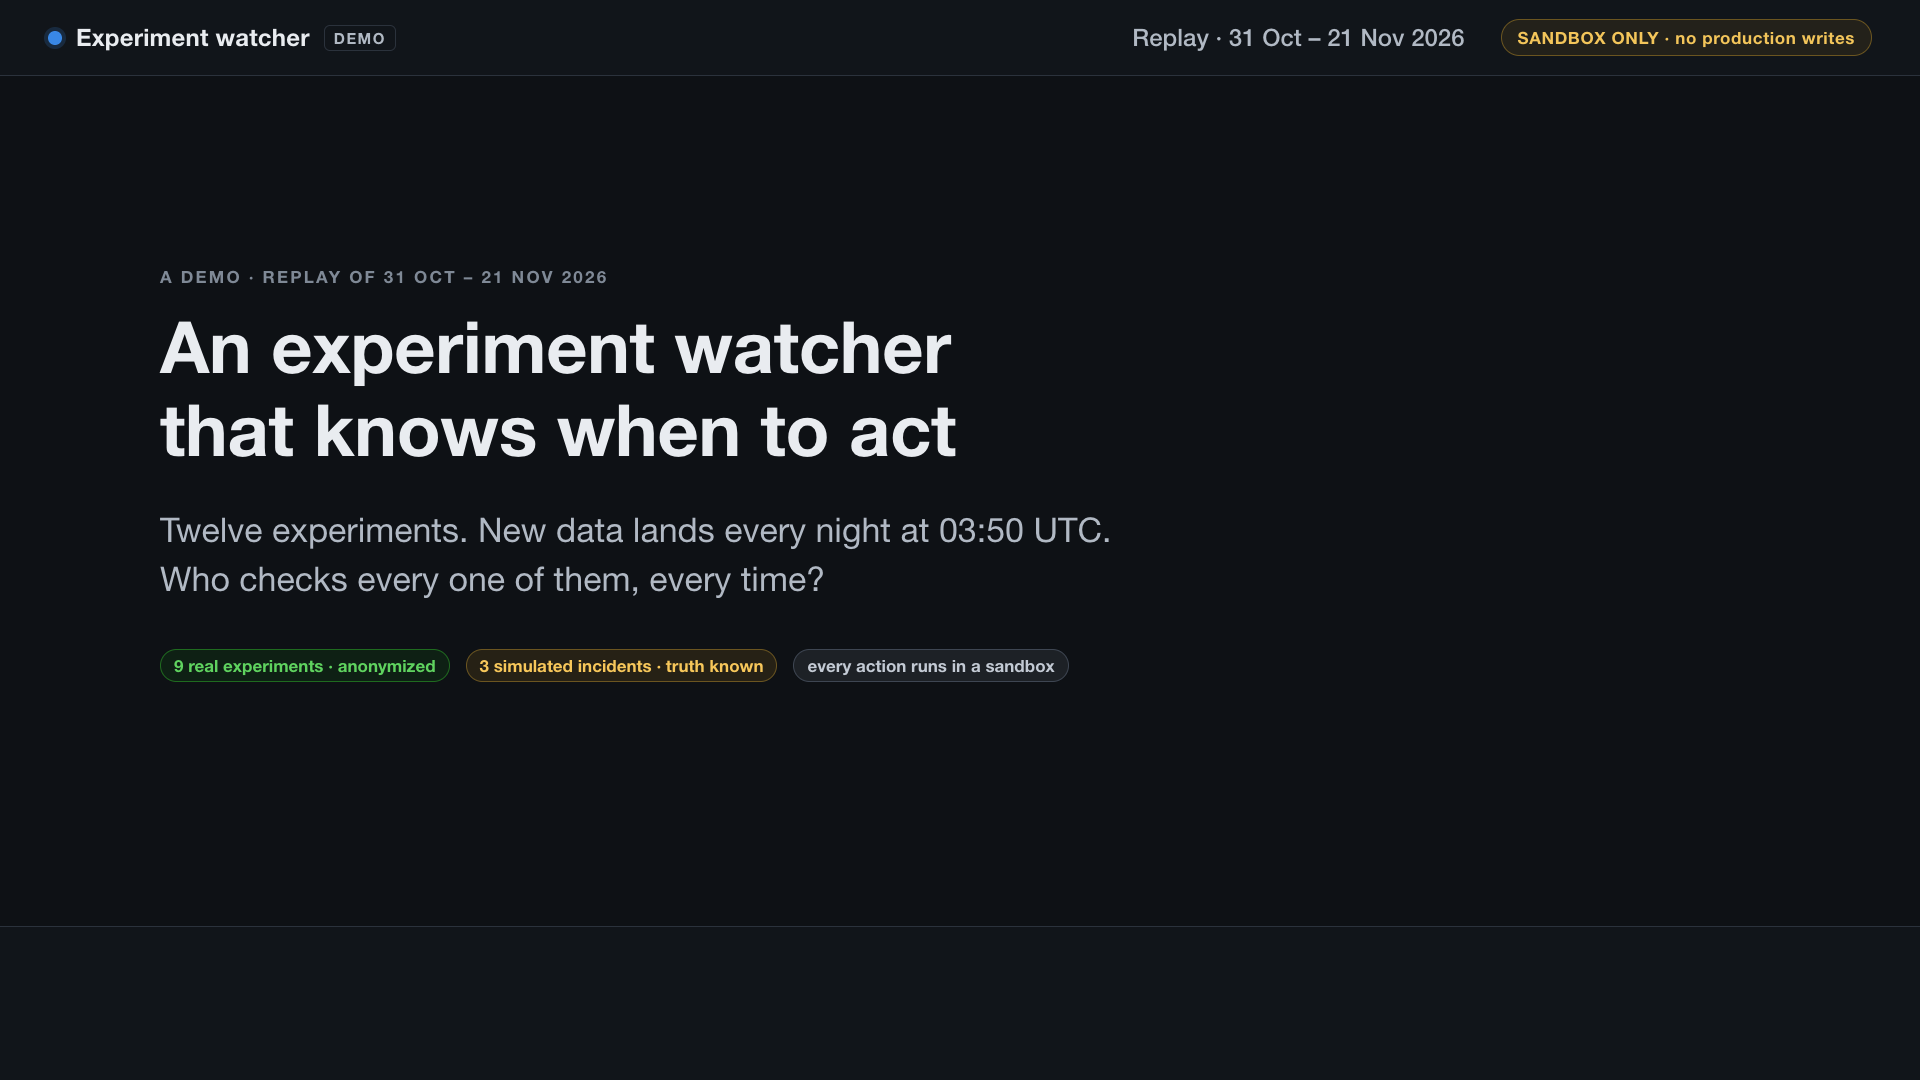 Experiment watcher DEMO
Replay · 31 Oct – 21 Nov 2026
SANDBOX ONLY · no production writes
A DEMO · REPLAY OF 31 OCT – 21 NOV 2026
An experiment watcher
that knows when to act
Twelve experiments. New data lands every night at 03:50 UTC.
Who checks every one of them, every time?
9 real experiments · anonymized
3 simulated incidents · truth known
every action runs in a sandbox